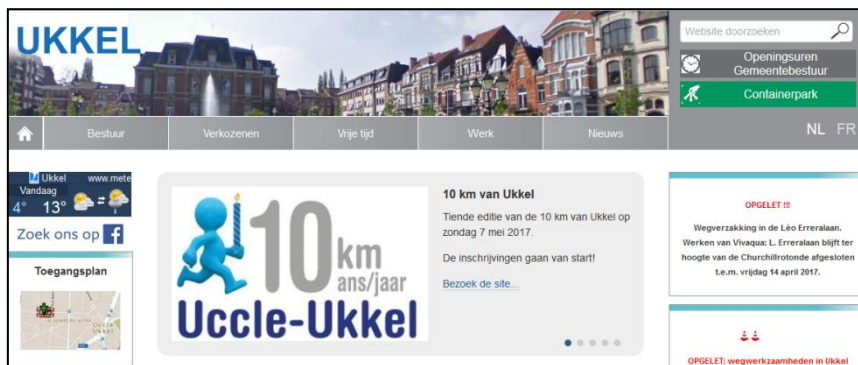 UKKEL
Website doorzoeken
Openingsuren
Gemeentebestuur
Containerpark
Bestuur
Verkozenen
Vrije tijd
Werk
Nieuws
NL FR
Ukkel www.mete
Vandaag
4° 13°
Zoek ons op f
Toegangsplan
10 km
ans/jaar
Uccle-Ukkel
10 km van Ukkel
Tiende editie van de 10 km van Ukkel op
zondag 7 mei 2017.
De inschrijvingen gaan van start!
Bezoek de site...
OPGELET !!!
Wegverzakking in de Lèo Erreralaan.
Werken van Vivaqua: L. Erreralaan blijft ter
hoogte van de Churchillrotonde afgesloten
t.e.m. vrijdag 14 april 2017.
OPGELET: wegwerkzaamheden in Ukkel